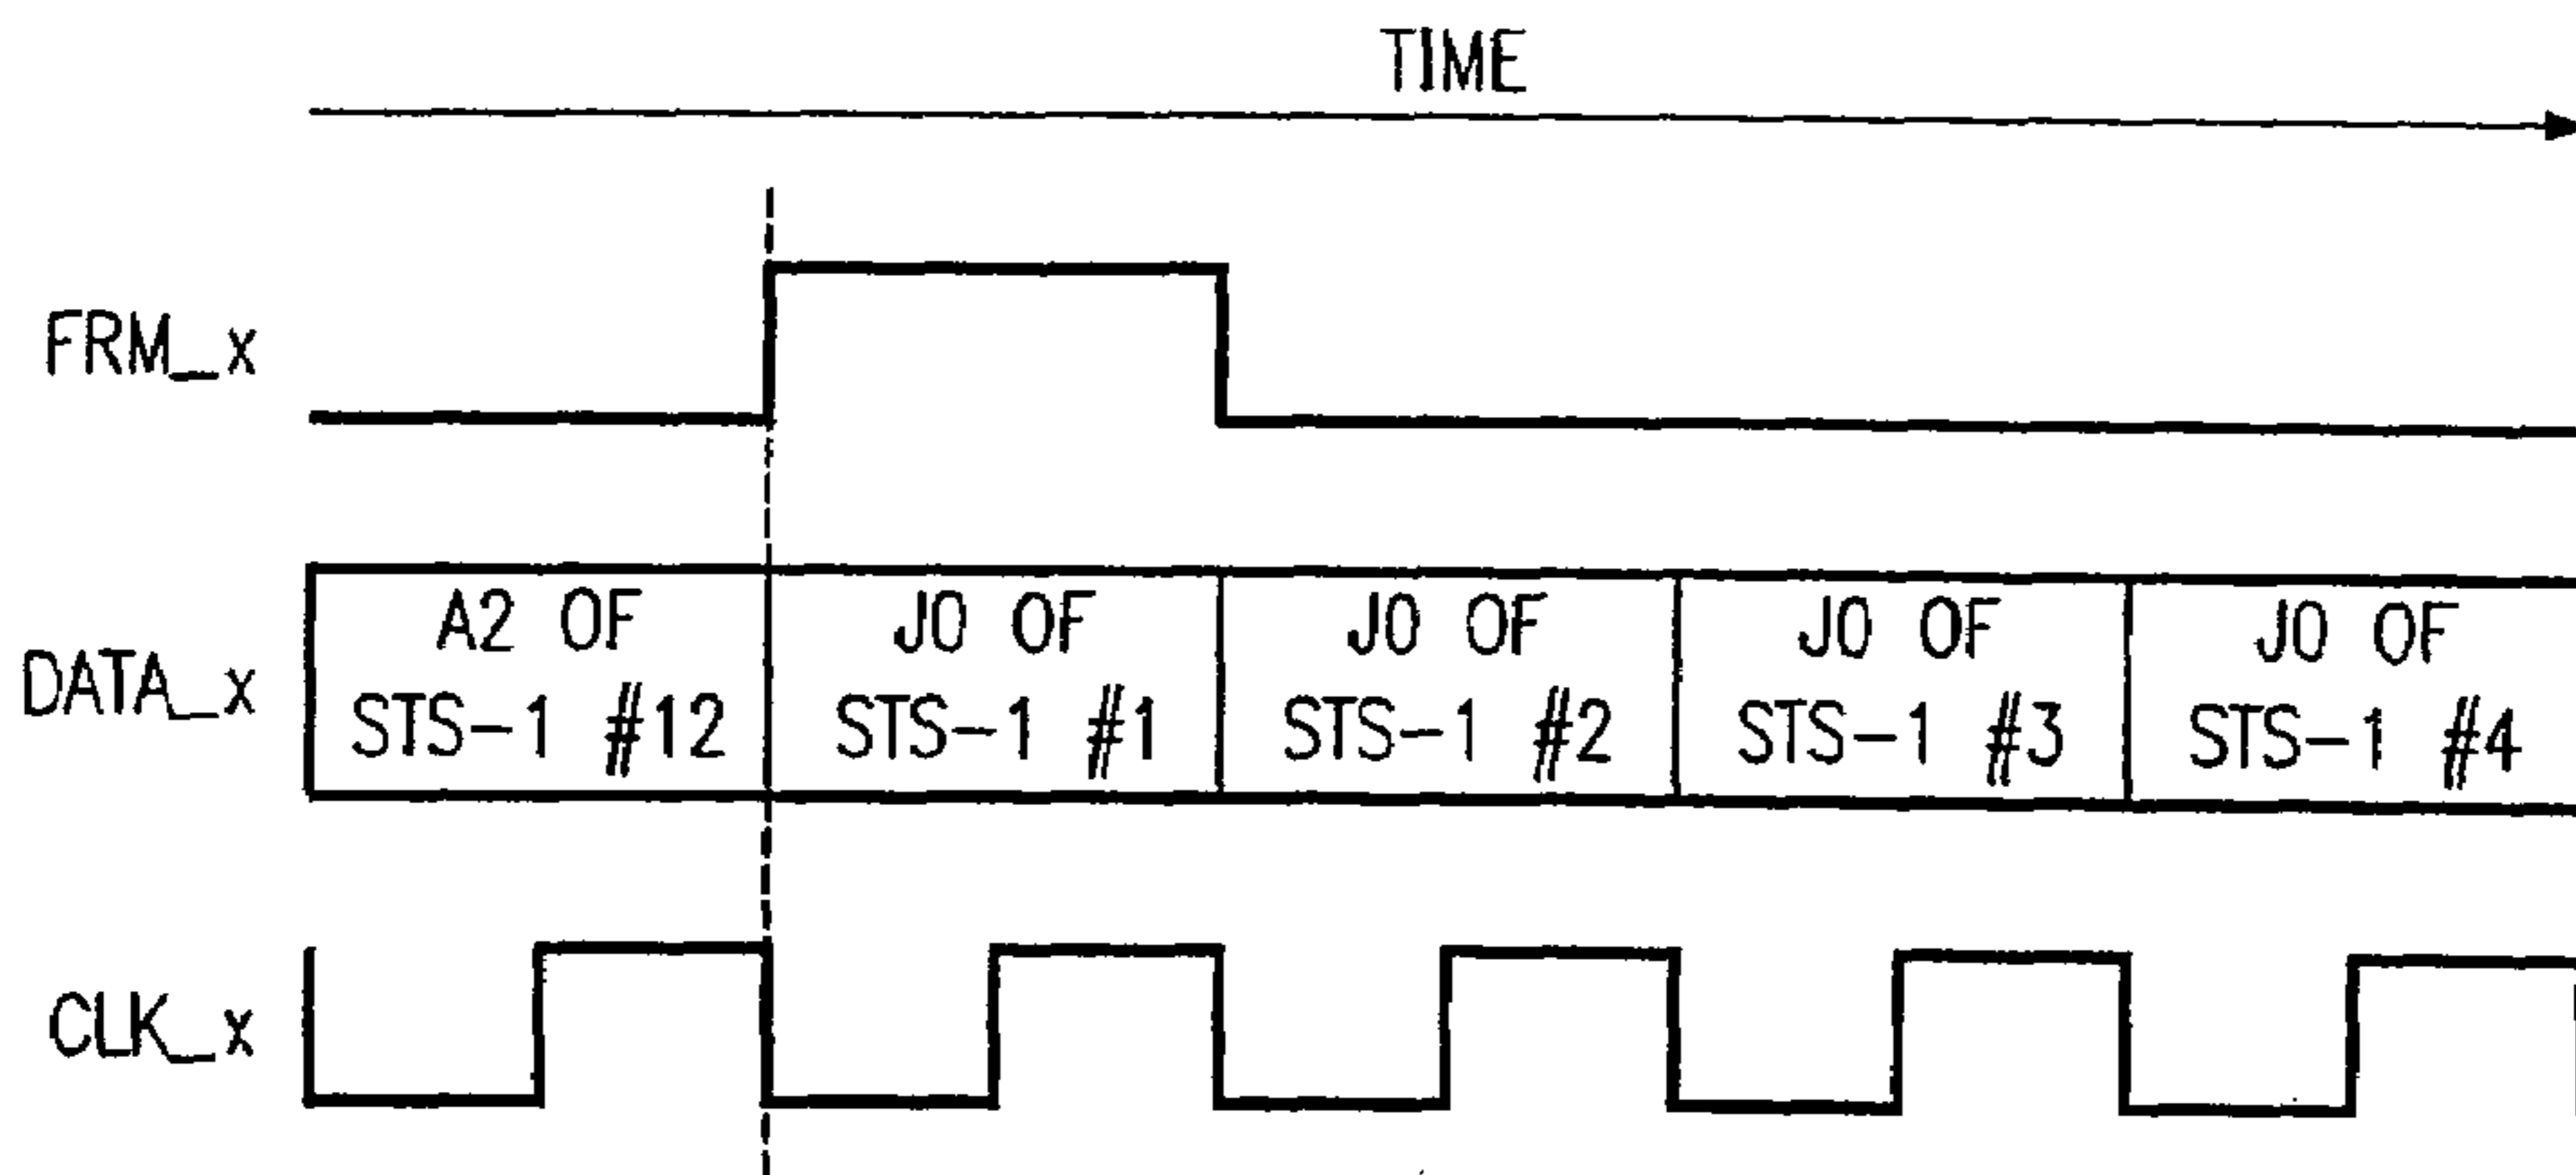 TIME
FRM_x
DATA_x
A2 OF
STS-1 #12
J0 OF
STS-1 #1
J0 OF
STS-1 #2
J0 OF
STS-1 #3
J0 OF
STS-1 #4
CLK_x